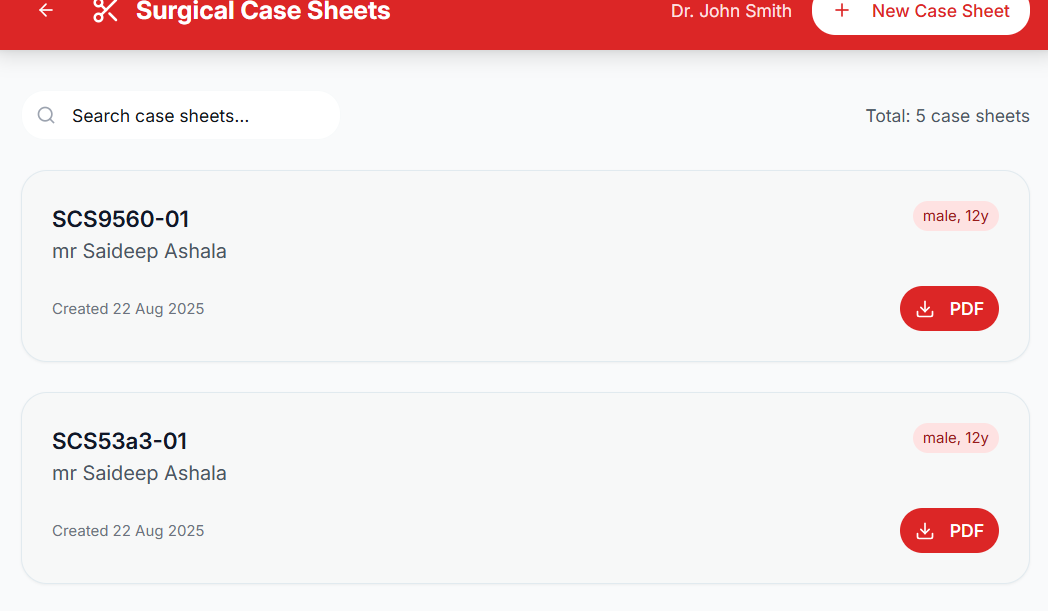 Surgical Case Sheets
Dr. John Smith
New Case Sheet
Search case sheets...
Total: 5 case sheets
SCS9560-01
male, 12y
mr Saideep Ashala
Created 22 Aug 2025
PDF
SCS53a3-01
male, 12y
mr Saideep Ashala
Created 22 Aug 2025
PDF